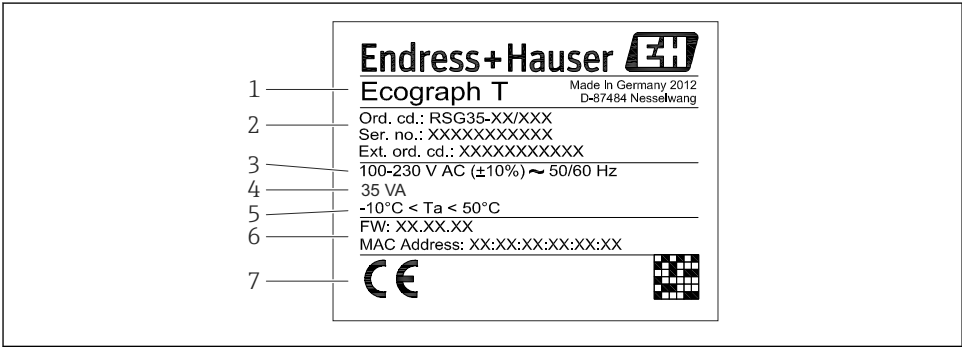 Endress+Hauser EH
1 Ecograph T
Made In Germany 2012
D-87484 Nesselwang
2 Ord. cd.: RSG35-XX/XXX
Ser. no.: XXXXXXXXXXX
Ext. ord. cd.: XXXXXXXXXXX
3 100-230 V AC (±10%) ~ 50/60 Hz
4 35 VA
5 -10°C < Ta < 50°C
6 FW: XX.XX.XX
MAC Address: XX:XX:XX:XX:XX:XX
7 CE